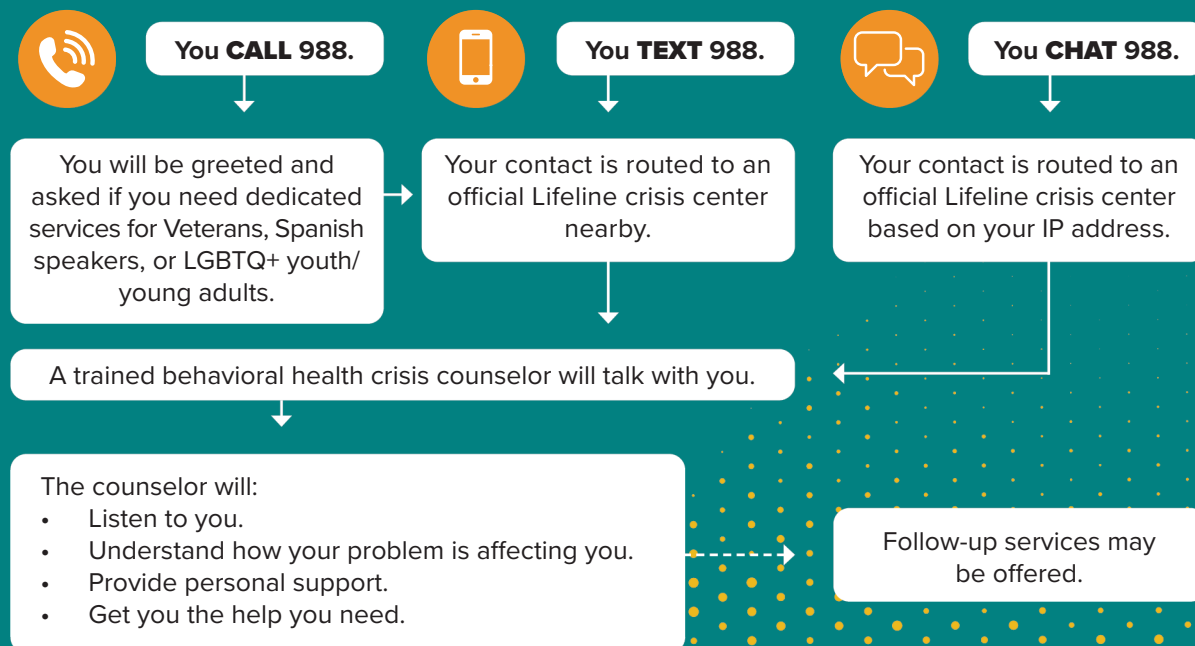 You CALL 988.
You TEXT 988.
You CHAT 988.
You will be greeted and
asked if you need dedicated
services for Veterans, Spanish
speakers, or LGBTQ+ youth/
young adults.
Your contact is routed to an
official Lifeline crisis center
nearby.
Your contact is routed to an
official Lifeline crisis center
based on your IP address.
A trained behavioral health crisis counselor will talk with you.
The counselor will:
• Listen to you.
• Understand how your problem is affecting you.
• Provide personal support.
• Get you the help you need.
Follow-up services may
be offered.